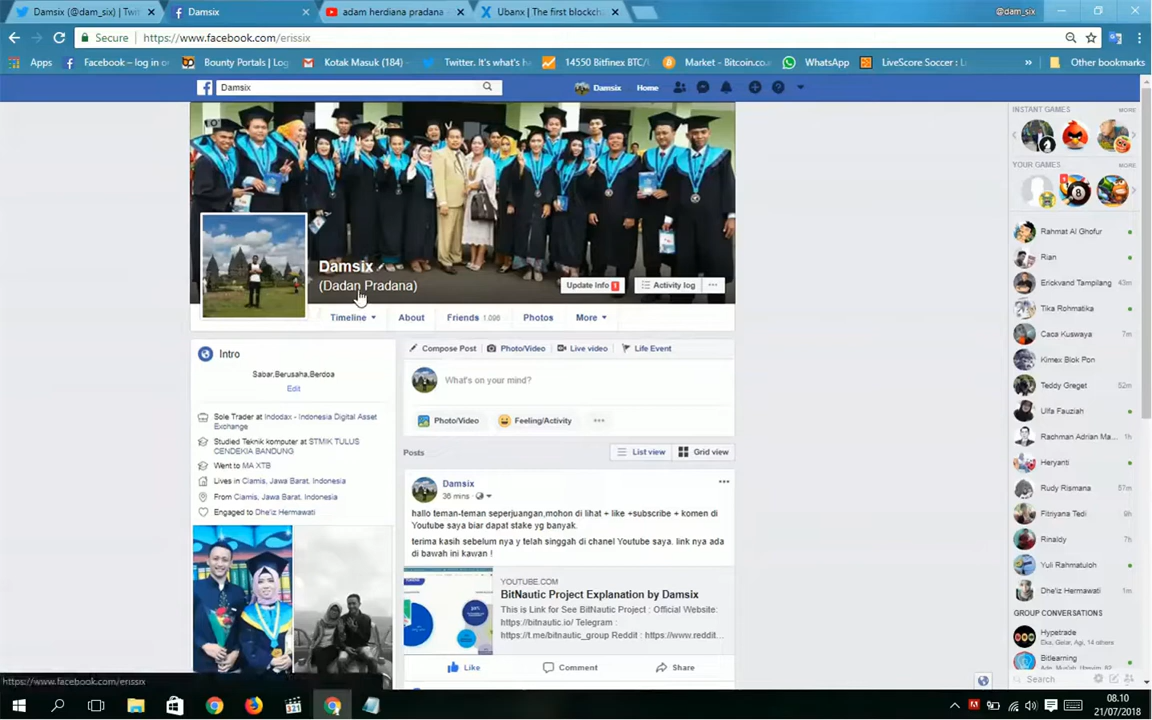 Damsix (@dam_six) | Twi
Damsix
adam herdiana pradana -
Ubanx | The first blockch
@dam_six
Secure
https://www.facebook.com/erissix
Apps
Facebook – log in o
Bounty Portals | Log
Kotak Masuk (184)
Twitter. It's what's h
14550 Bitfinex BTC/
Market - Bitcoin.co
WhatsApp
LiveScore Soccer : L
»
Other bookmarks
Damsix
Damsix
Home
Damsix
(Dadan Pradana)
Update Info 1
Activity log
Timeline
About
Friends 1,096
Photos
More
Intro
Sabar,Berusaha,Berdoa
Edit
Sole Trader at Indodax - Indonesia Digital Asset
Exchange
Studied Teknik komputer at STMIK TULUS
CENDEKIA BANDUNG
Went to MA XTB
Lives in Ciamis, Jawa Barat, Indonesia
From Ciamis, Jawa Barat, Indonesia
Engaged to Dhe'iz Hermawati
Compose Post
Photo/Video
Live video
Life Event
What's on your mind?
Photo/Video
Feeling/Activity
Posts
List view
Grid view
Damsix
36 mins
hallo teman-teman seperjuangan,mohon di lihat + like +subscribe + komen di
Youtube saya biar dapat stake yg banyak.
terima kasih sebelum nya y telah singgah di chanel Youtube saya. link nya ada
di bawah ini kawan !
YOUTUBE.COM
BitNautic Project Explanation by Damsix
This is Link for See BitNautic Project : Official Website:
https://bitnautic.io/ Telegram :
https://t.me/bitnautic_group Reddit : https://www.reddit...
Like
Comment
Share
INSTANT GAMES
MORE
YOUR GAMES
MORE
Rahmat Al Ghofur
Rian
Erickvand Tampilang 43m
Tika Rohmatika
Caca Kuswaya 7m
Kimex Blok Pon
Teddy Greget 52m
Ulfa Fauziah
Rachman Adrian Ma... 1h
Heryanti
Rudy Rismana 27m
Fitriyana Tedi 9h
Rinaldy 7h
Yuli Rahmatuloh
Dhe'iz Hermawati 1m
GROUP CONVERSATIONS
Hypetrade
Eka, Gelar, Agi, 14 others
Bitlearning
Search
https://www.facebook.com/erissix
321
08.10
21/07/2018